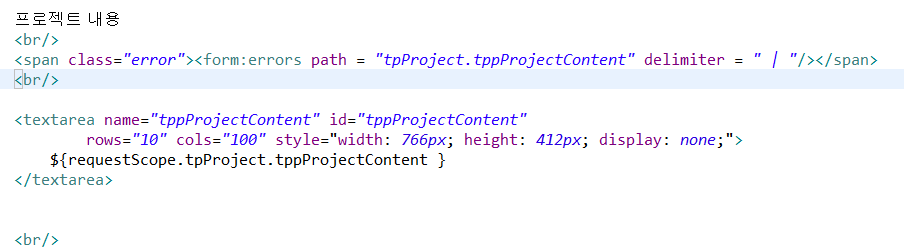 프로젝트 내용
<br/>
<span class="error"><form:errors path = "tpProject.tppProjectContent" delimiter = " | "/></span>
<br/>
<textarea name="tppProjectContent" id="tppProjectContent"
rows="10" cols="100" style="width: 766px; height: 412px; display: none;">
${requestScope.tpProject.tppProjectContent }
</textarea>
<br/>